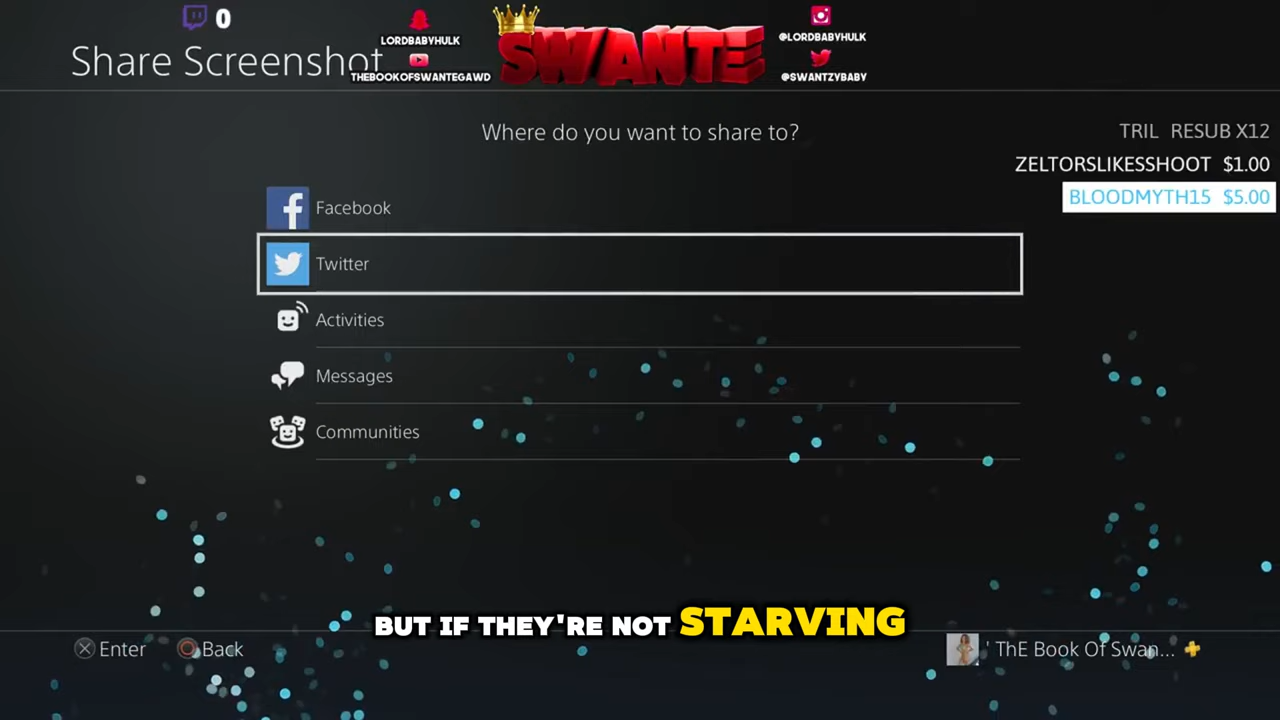 0
Share Screenshot
LORDBABYHULK
THEBOOKOFSWANTEGAWD
SWANTE
@LORDBABYHULK
@SWANTZYBABY
Where do you want to share to?
TRIL RESUB X12
ZELTORSLIKESSHOOT $1.00
BLOODMYTH15 $5.00
Facebook
Twitter
Activities
Messages
Communities
BUT IF THEY'RE NOT STARVING
Enter
Back
' ThE Book Of Swan...